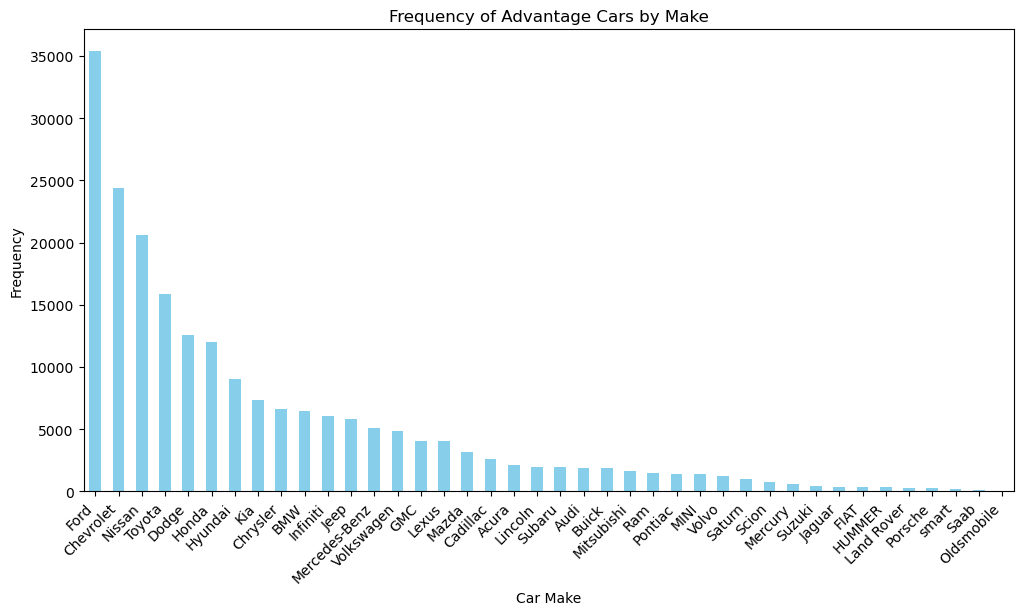 Frequency of Advantage Cars by Make
Frequency
35000
30000
25000
20000
15000
10000
5000
0
Ford
Chevrolet
Nissan
Toyota
Dodge
Honda
Hyundai
Kia
Chrysler
BMW
Infiniti
Jeep
Mercedes-Benz
Volkswagen
GMC
Lexus
Mazda
Cadillac
Acura
Lincoln
Subaru
Audi
Buick
Mitsubishi
Ram
Pontiac
MINI
Volvo
Saturn
Scion
Mercury
Suzuki
Jaguar
FIAT
HUMMER
Land Rover
Porsche
smart
Saab
Oldsmobile
Car Make